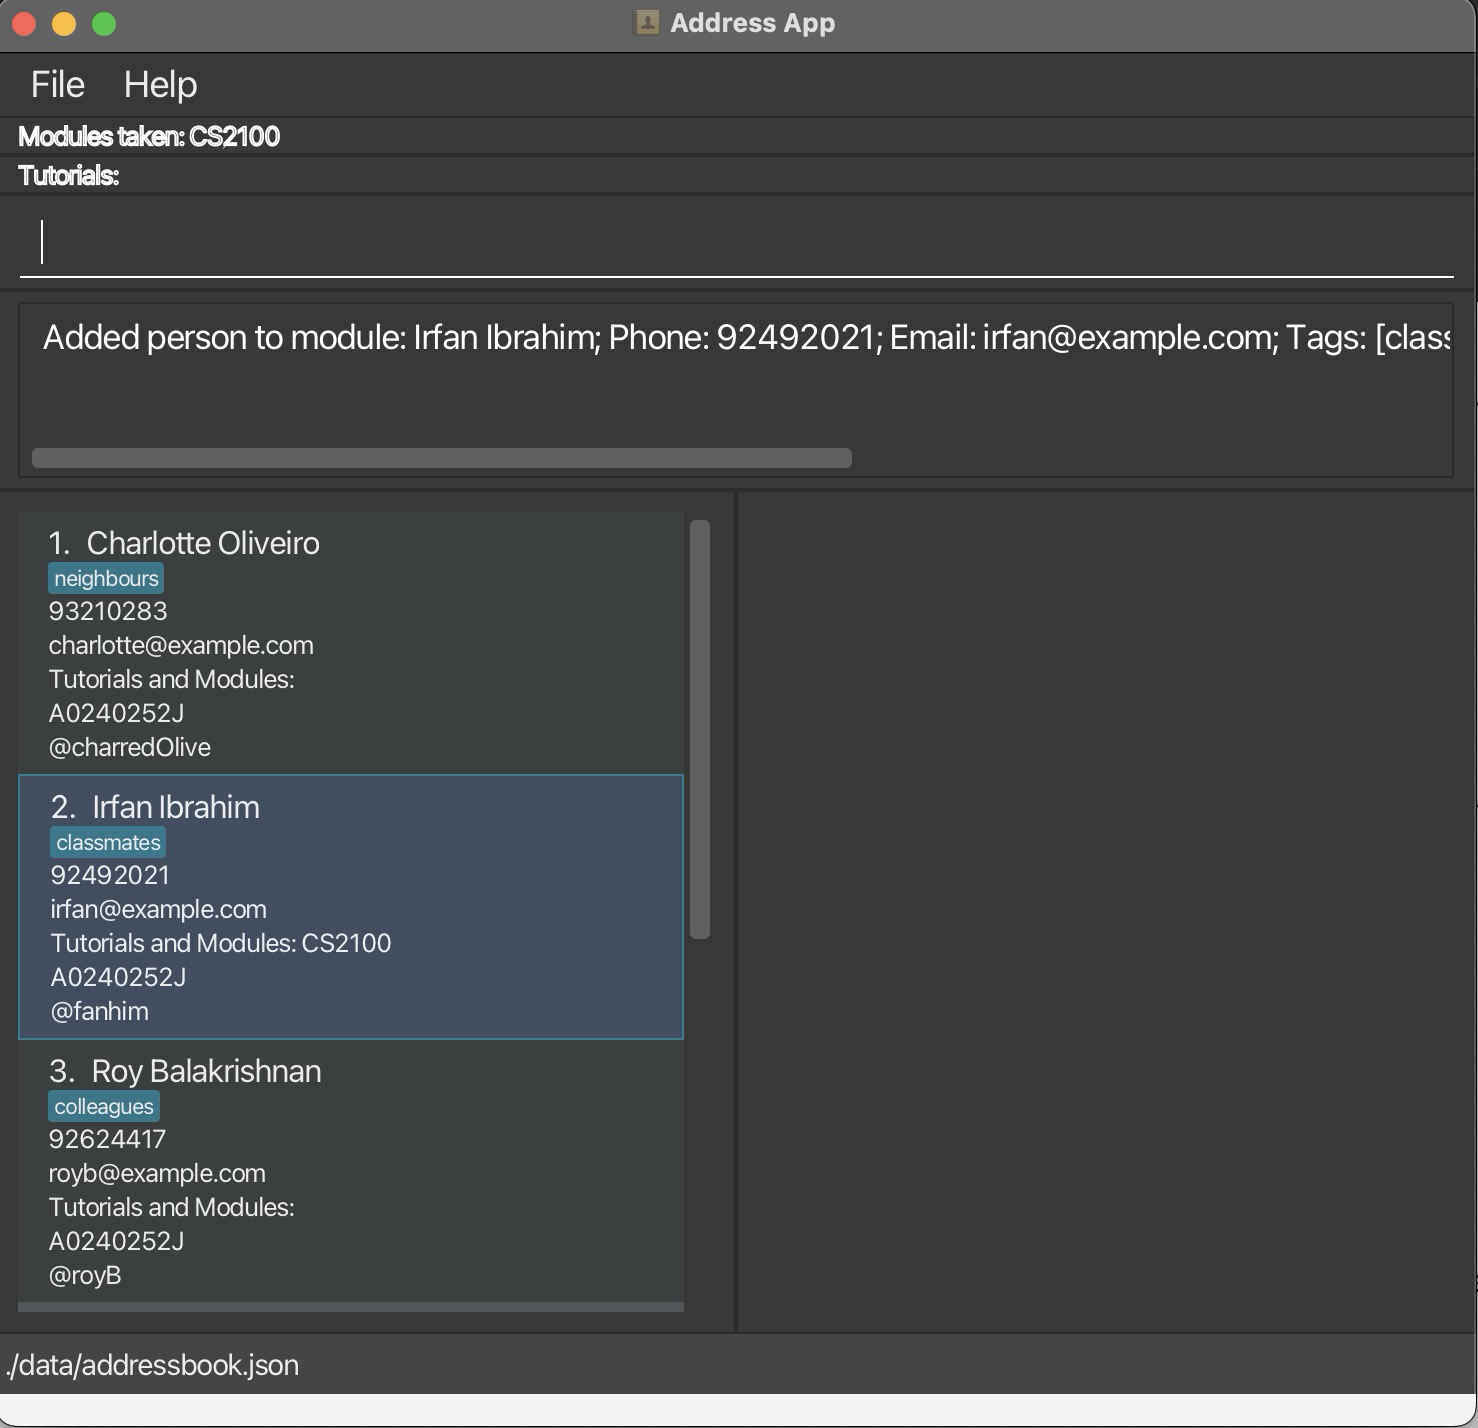 Address App
File Help
Modules taken: CS2100
Tutorials:
Added person to module: Irfan Ibrahim; Phone: 92492021; Email: irfan@example.com; Tags: [class
1. Charlotte Oliveiro
neighbours
93210283
charlotte@example.com
Tutorials and Modules:
A0240252J
@charredOlive
2. Irfan Ibrahim
classmates
92492021
irfan@example.com
Tutorials and Modules: CS2100
A0240252J
@fanhim
3. Roy Balakrishnan
colleagues
92624417
royb@example.com
Tutorials and Modules:
A0240252J
@royB
./data/addressbook.json